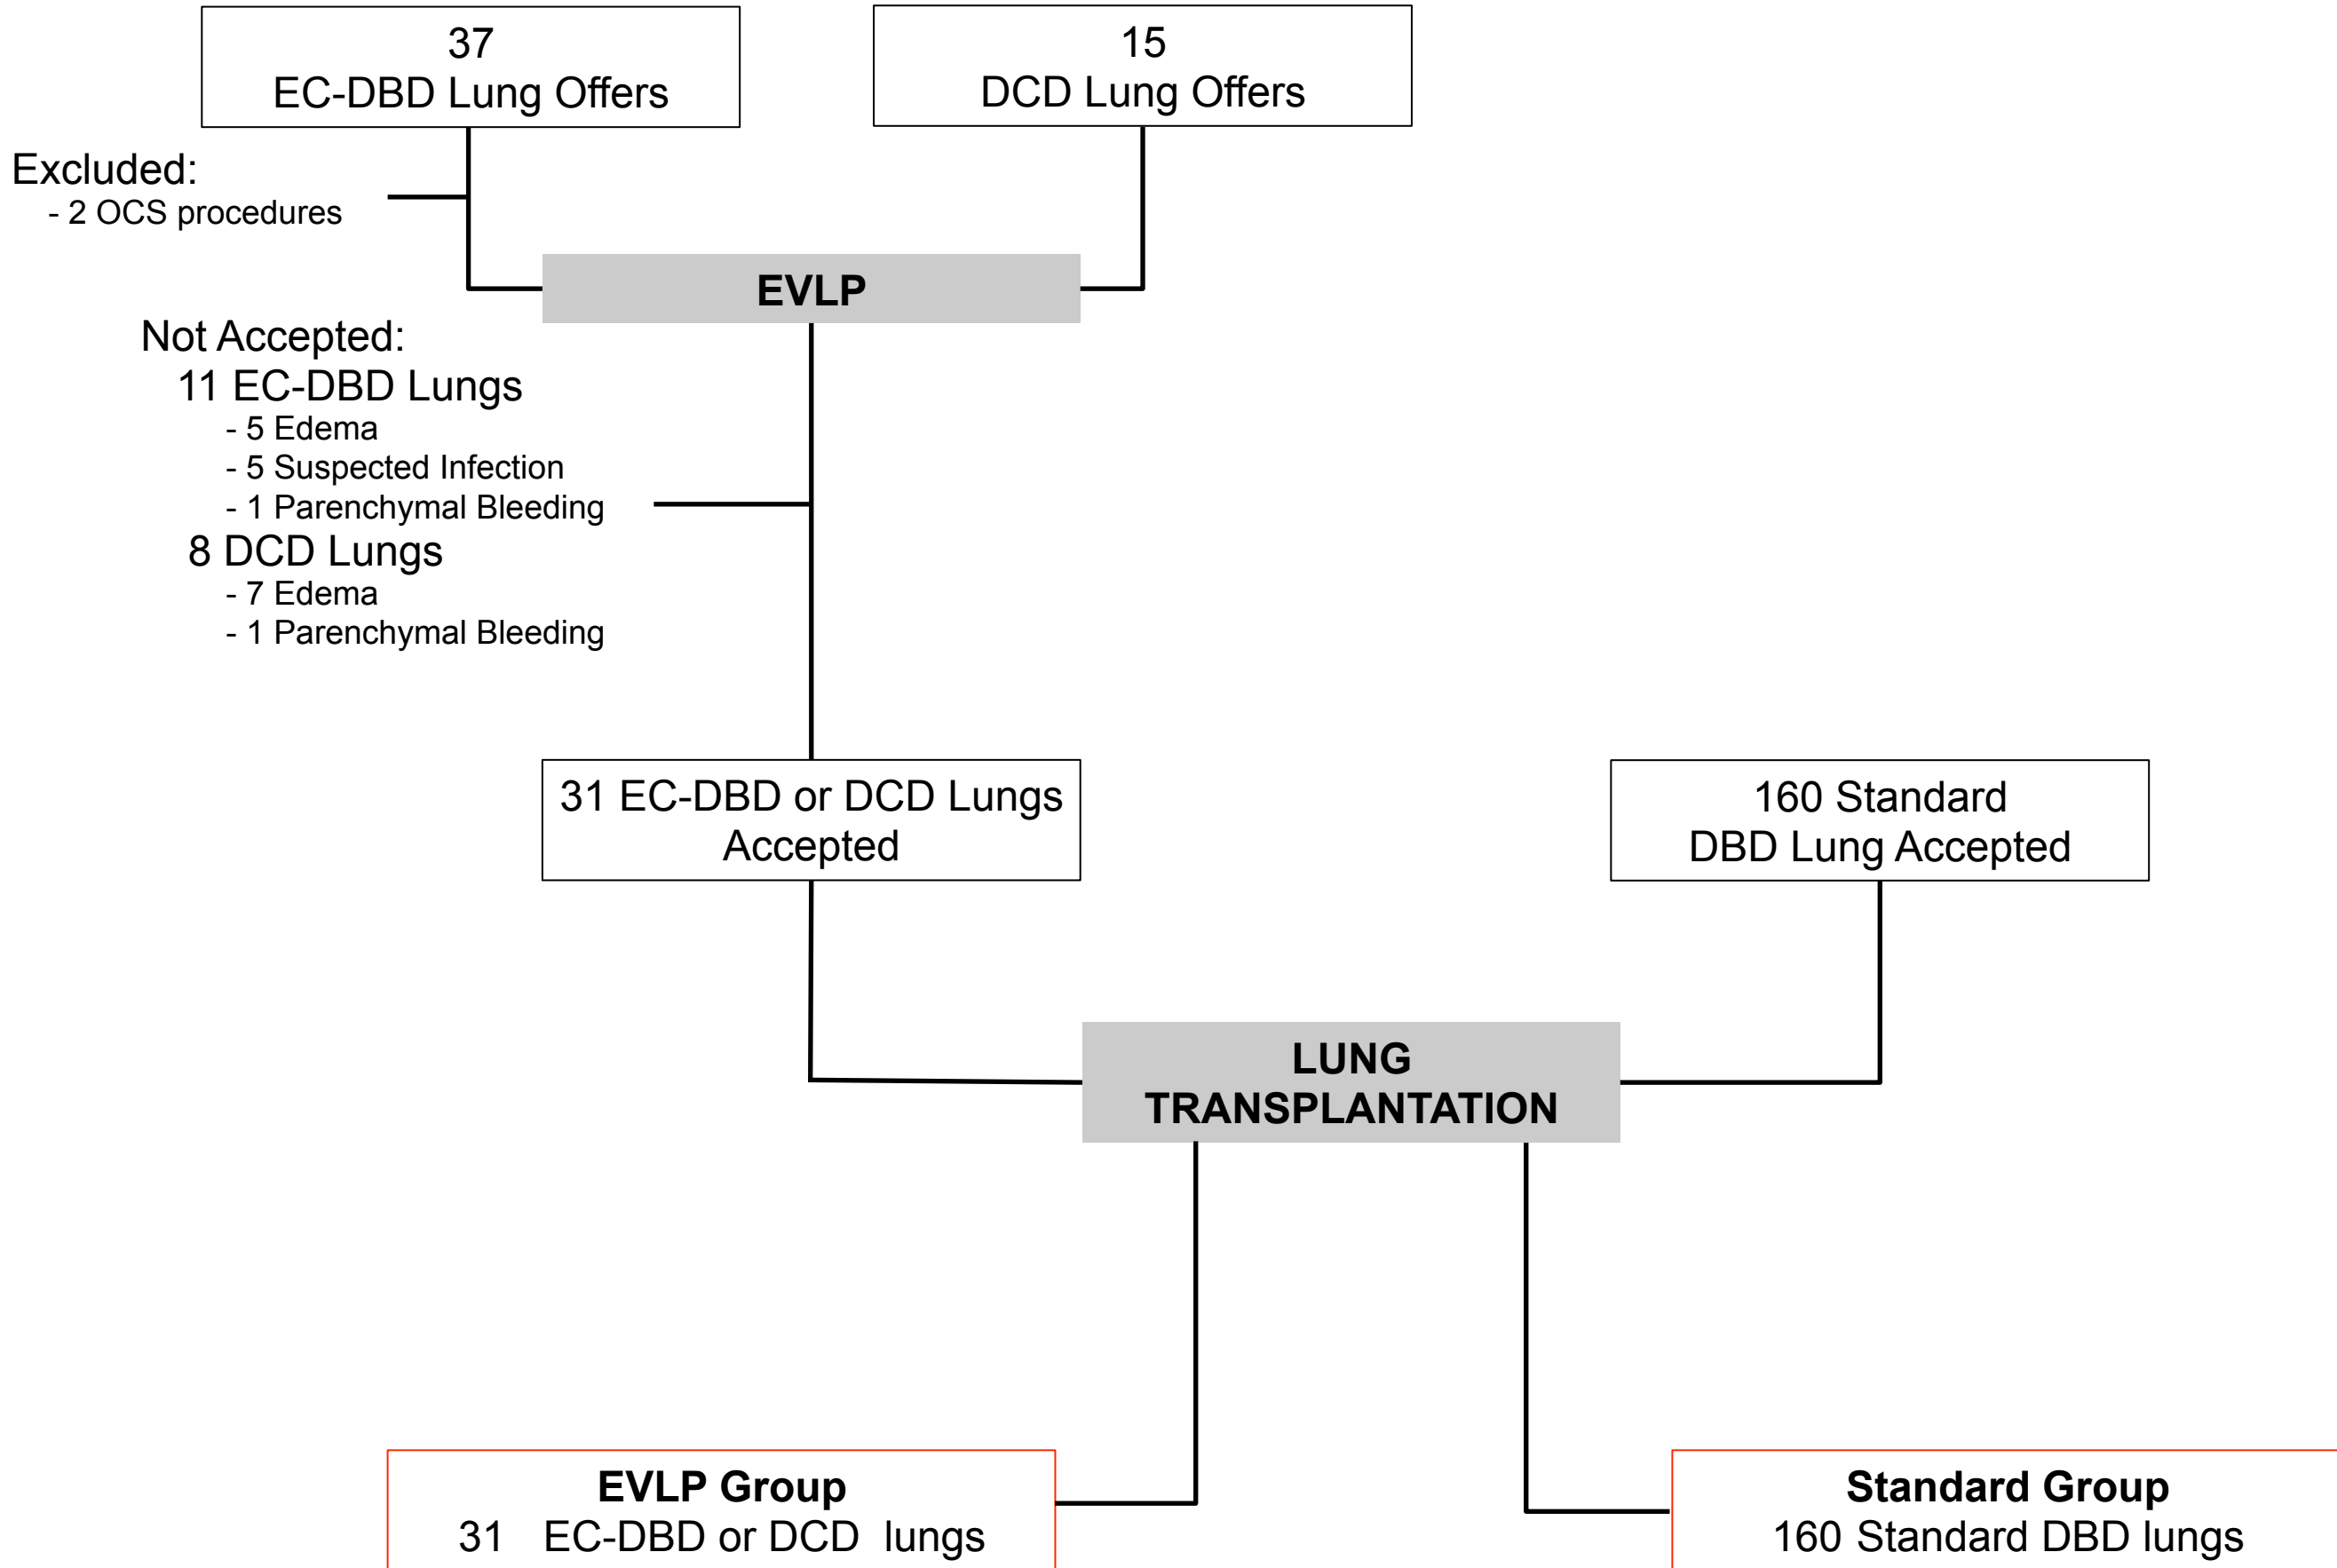 37
EC-DBD Lung Offers
15
DCD Lung Offers
Excluded:
- 2 OCS procedures
EVLP
Not Accepted:
11 EC-DBD Lungs
- 5 Edema
- 5 Suspected Infection
- 1 Parenchymal Bleeding
8 DCD Lungs
- 7 Edema
- 1 Parenchymal Bleeding
31 EC-DBD or DCD Lungs
Accepted
160 Standard
DBD Lung Accepted
LUNG
TRANSPLANTATION
EVLP Group
31 EC-DBD or DCD lungs
Standard Group
160 Standard DBD lungs